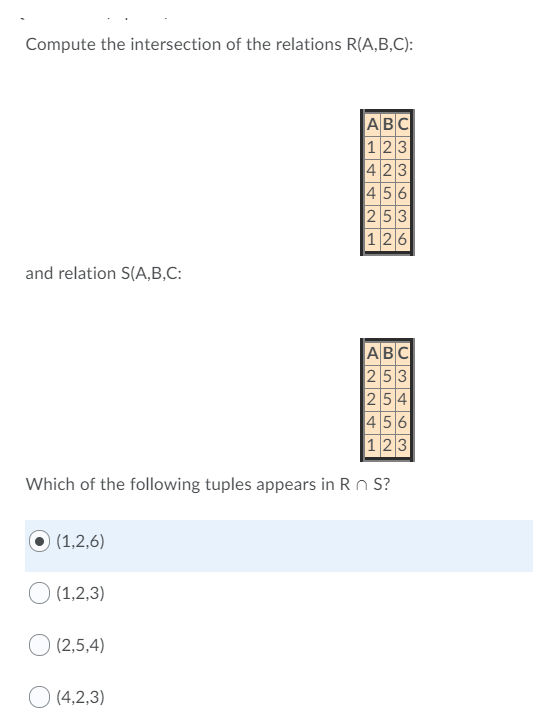 Compute the intersection of the relations R(A,B,C):
A B C
1 2 3
4 2 3
4 5 6
2 5 3
1 2 6
and relation S(A,B,C:
A B C
2 5 3
2 5 4
4 5 6
1 2 3
Which of the following tuples appears in R ∩ S?
(1,2,6)
(1,2,3)
(2,5,4)
(4,2,3)